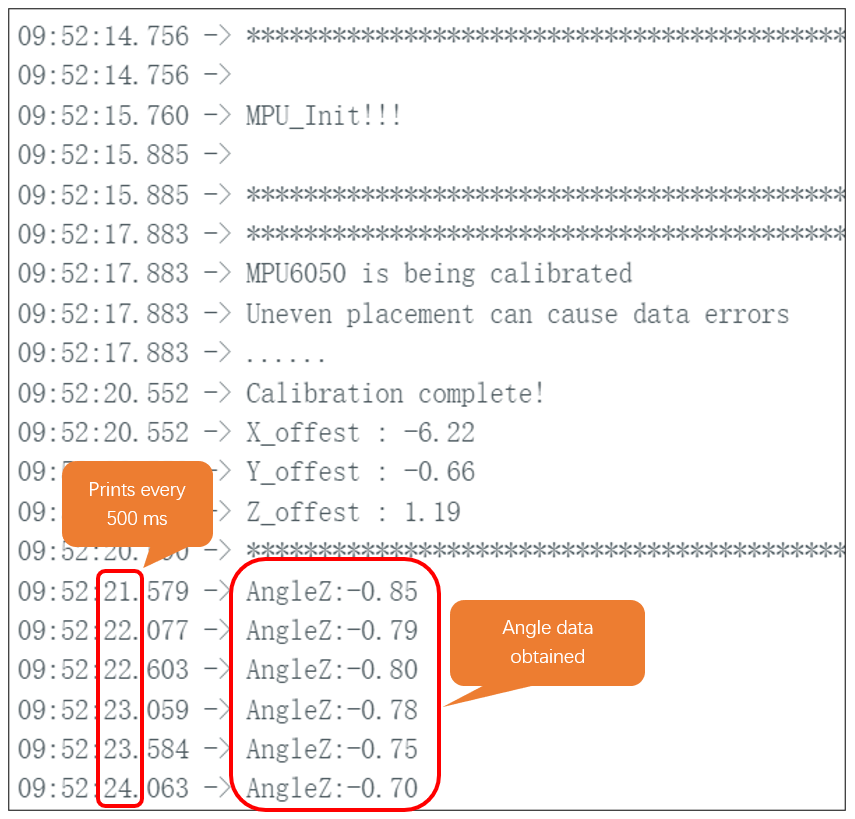 09:52:14.756 -> ******************************************
09:52:14.756 ->
09:52:15.760 -> MPU_Init!!!
09:52:15.885 ->
09:52:15.885 -> ******************************************
09:52:17.883 -> ******************************************
09:52:17.883 -> MPU6050 is being calibrated
09:52:17.883 -> Uneven placement can cause data errors
09:52:17.883 -> ......
09:52:20.552 -> Calibration complete!
09:52:20.552 -> X_offest : -6.22
09: -> Y_offest : -0.66
09: -> Z_offest : 1.19
09:52:20. -> ******************************************
Prints every
500 ms
09:52:21.579 -> AngleZ:-0.85
09:52:22.077 -> AngleZ:-0.79
09:52:22.603 -> AngleZ:-0.80
09:52:23.059 -> AngleZ:-0.78
09:52:23.584 -> AngleZ:-0.75
09:52:24.063 -> AngleZ:-0.70
Angle data
obtained